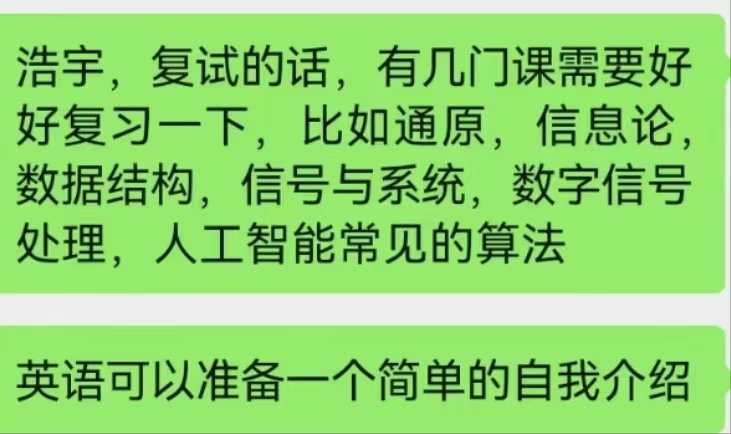 浩宇，复试的话，有几门课需要好
好复习一下，比如通原，信息论，
数据结构，信号与系统，数字信号
处理，人工智能常见的算法
英语可以准备一个简单的自我介绍